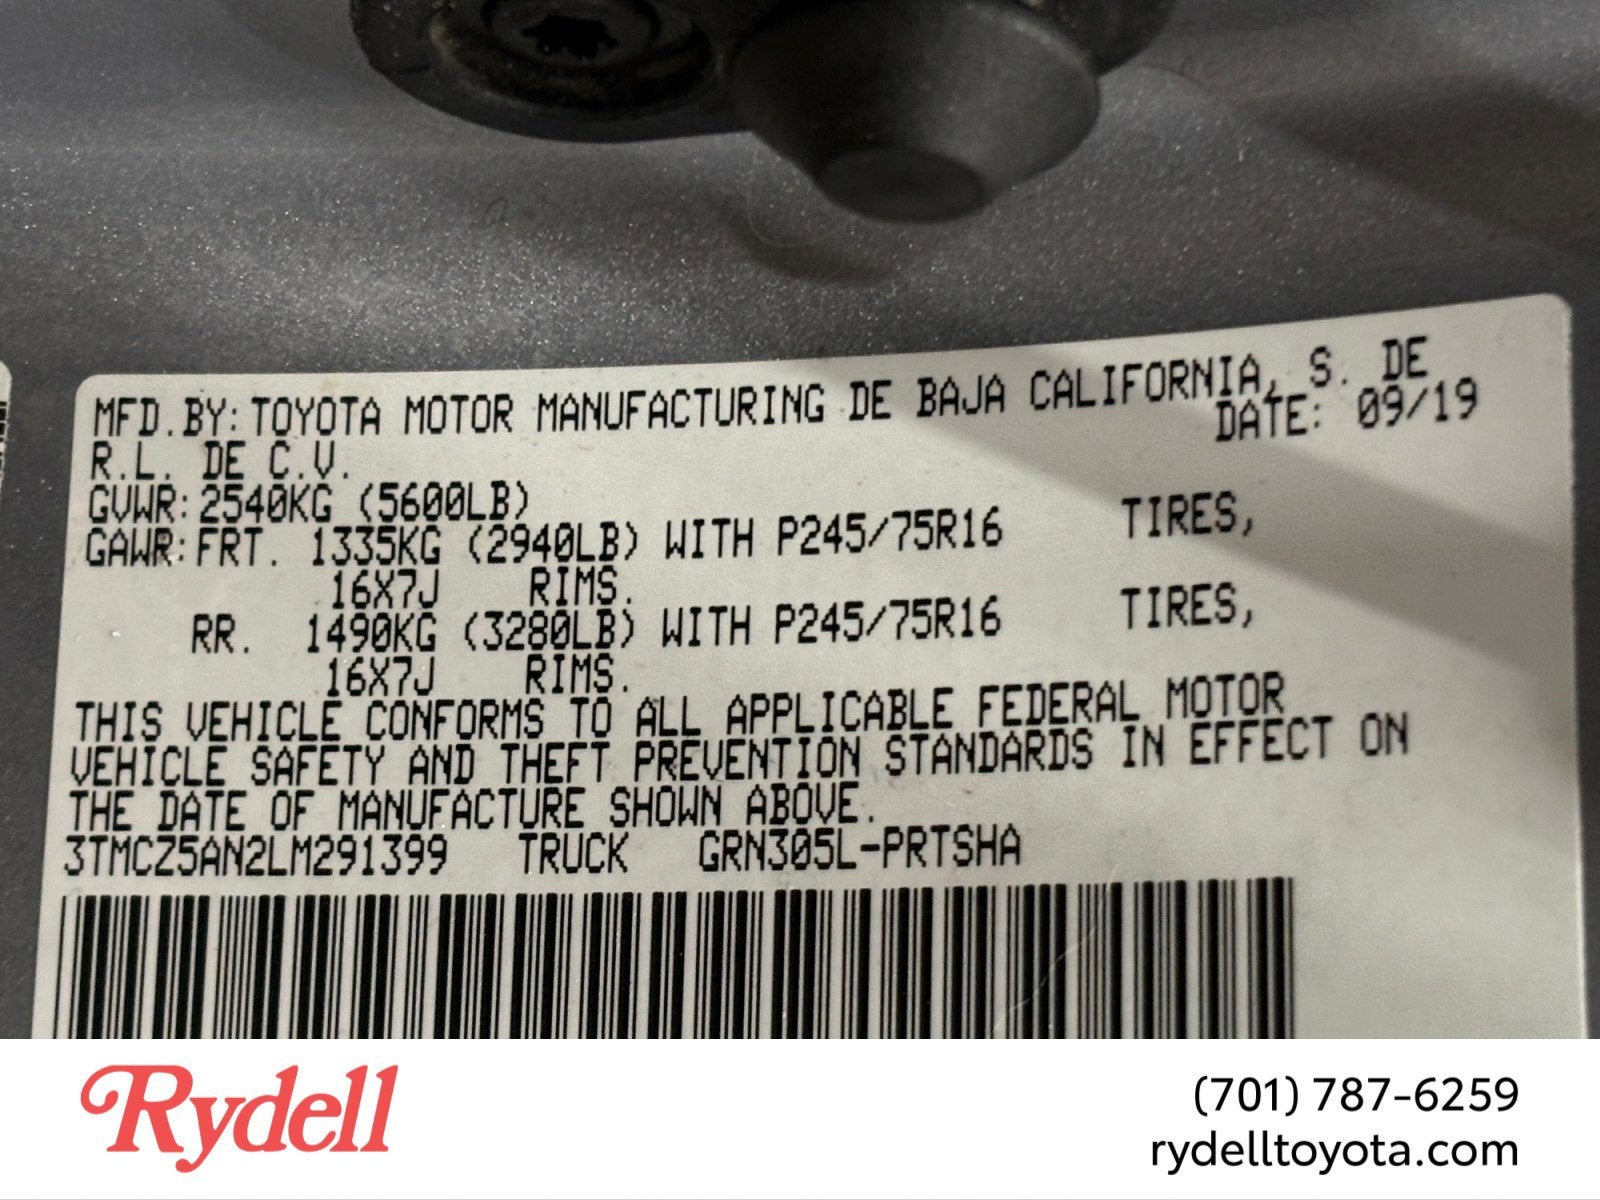 MFD.BY: TOYOTA MOTOR MANUFACTURING DE BAJA CALIFORNIA, S. DE
R.L. DE C.V. DATE: 09/19
GVWR: 2540KG (5600LB)
GAWR: FRT. 1335KG (2940LB) WITH P245/75R16 TIRES,
16X7J RIMS.
RR. 1490KG (3280LB) WITH P245/75R16 TIRES,
16X7J RIMS.
THIS VEHICLE CONFORMS TO ALL APPLICABLE FEDERAL MOTOR
VEHICLE SAFETY AND THEFT PREVENTION STANDARDS IN EFFECT ON
THE DATE OF MANUFACTURE SHOWN ABOVE.
3TMCZ5AN2LM291399 TRUCK GRN305L-PRTSHA
Rydell
(701) 787-6259
rydelltoyota.com